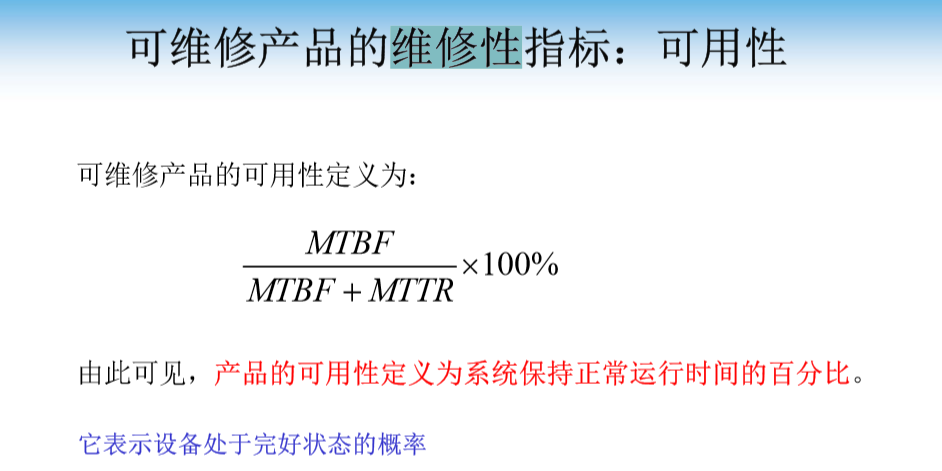 可维修产品的维修性指标：可用性
可维修产品的可用性定义为：
MTBF
MTBF + MTTR
×100%
由此可见，产品的可用性定义为系统保持正常运行时间的百分比。
它表示设备处于完好状态的概率